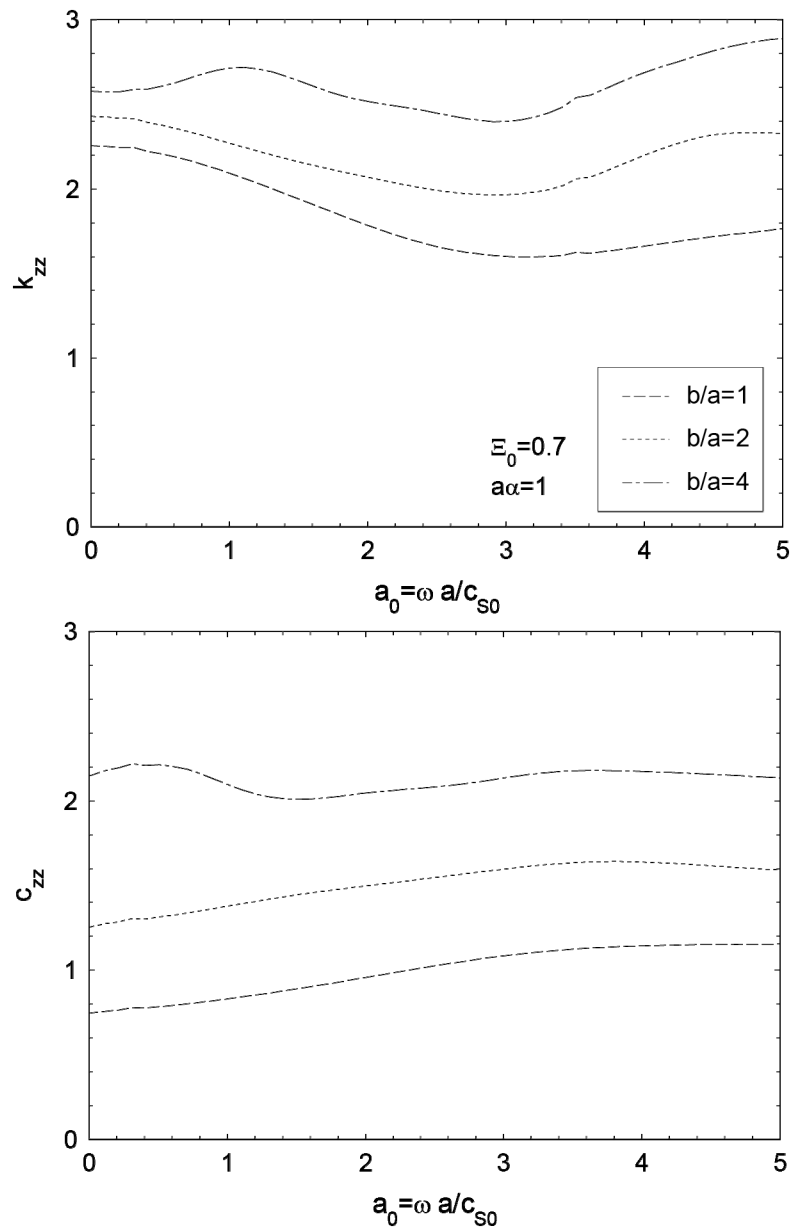 3
2
1
0
k_zz
Ξ_0=0.7
aα=1
b/a=1
b/a=2
b/a=4
0 1 2 3 4 5
a_0=ω a/c_S0
3
2
1
0
c_zz
0 1 2 3 4 5
a_0=ω a/c_S0